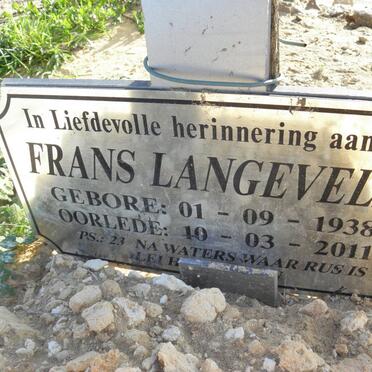 In Liefdevolle herinnering aan
FRANS LANGEVEL
GEBORE: 01 - 09 - 1938
OORLEDE: 10 - 03 - 2011
PS.: 23 NA WATERS WAAR RUS IS